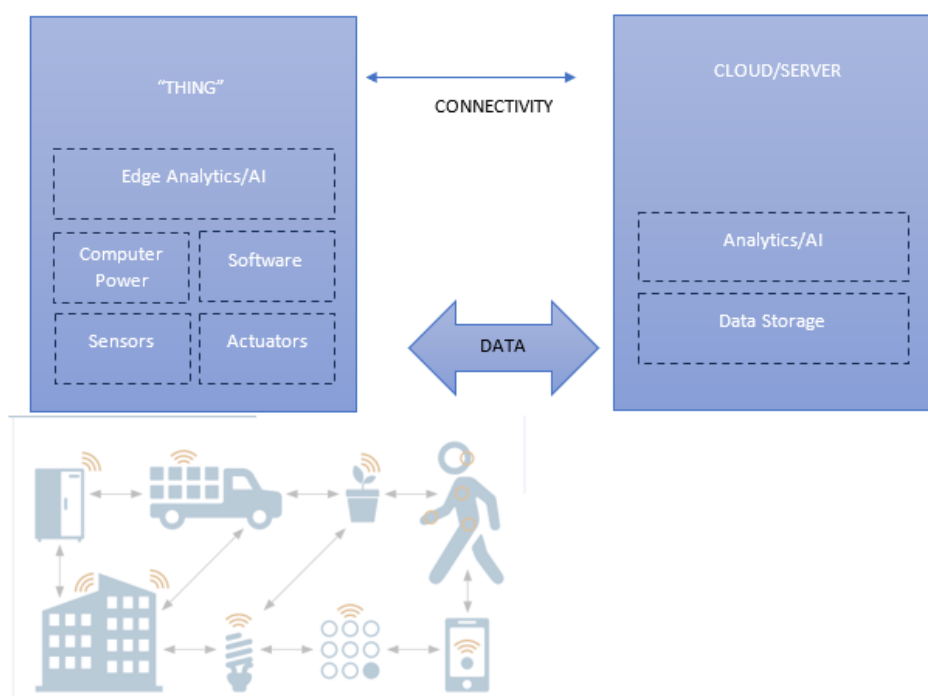 “THING”
Edge Analytics/AI
Computer
Power
Software
Sensors
Actuators
CONNECTIVITY
DATA
CLOUD/SERVER
Analytics/AI
Data Storage